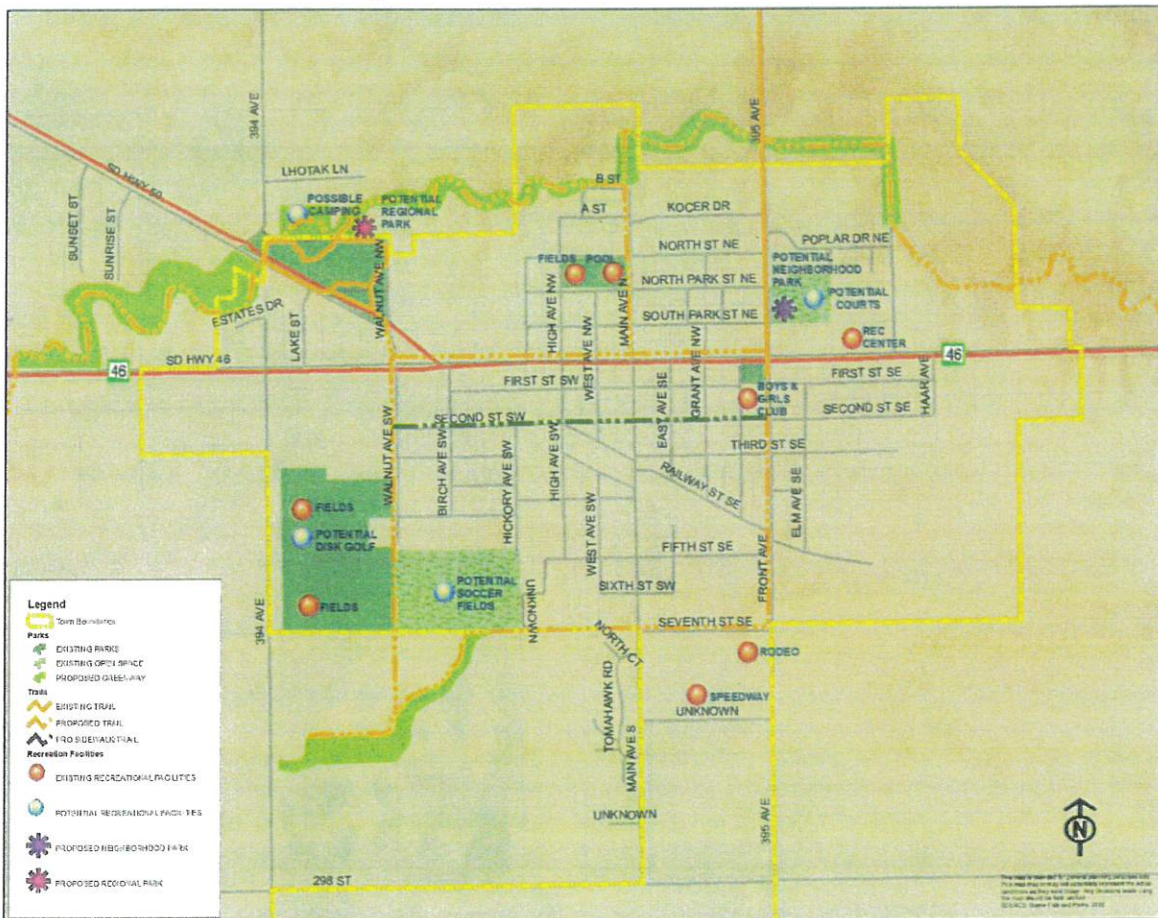 394 AVE
395 AVE
SD HWY 50
SUNSET ST
SUNRISE ST
LHOTAK LN
POSSIBLE
CAMPING
POTENTIAL
REGIONAL
PARK
B ST
A ST
KOCER DR
NORTH ST NE
POPLAR DR NE
FIELDS
POOL
NORTH PARK ST NE
SOUTH PARK ST NE
POTENTIAL
NEIGHBORHOOD
PARK
POTENTIAL
COURTS
REC
CENTER
WALNUT AVE NW
HIGH AVE NW
WEST AVE NW
MAIN AVE N
GRANT AVE NW
ESTATES DR
LAKE ST
SD HWY 46
46
46
FIRST ST SW
FIRST ST SE
BOYS &
GIRLS
CLUB
HAAR AVE
SECOND ST SW
SECOND ST SE
EAST AVE SE
THIRD ST SE
WALNUT AVE SW
BIRCH AVE SW
HICKORY AVE SW
HIGH AVE SW
WEST AVE SW
RAILWAY ST SE
ELM AVE SE
FIELDS
POTENTIAL
DISK GOLF
FIELDS
POTENTIAL
SOCCER
FIELDS
FIFTH ST SE
SIXTH ST SW
FRONT AVE
UNKNOWN
394 AVE
SEVENTH ST SE
NORTH CT
RODEO
SPEEDWAY
UNKNOWN
TOMAHAWK RD
MAIN AVE S
UNKNOWN
395 AVE
298 ST
N
Legend
Town Boundaries
Parks
EXISTING PARKS
EXISTING OPEN SPACE
PROPOSED GREENWAY
Trails
EXISTING TRAIL
PROPOSED TRAIL
PRO SIDEWALK TRAIL
Recreation Facilities
EXISTING RECREATIONAL FACILITIES
POTENTIAL RECREATIONAL FACILITIES
PROPOSED NEIGHBORHOOD PARK
PROPOSED REGIONAL PARK